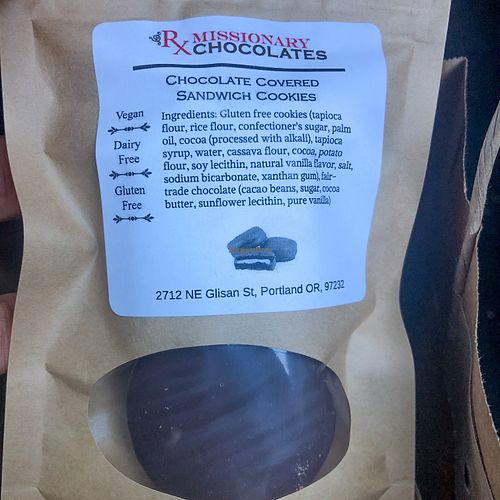 Rx MISSIONARY
CHOCOLATES
CHOCOLATE COVERED
SANDWICH COOKIES
Vegan
Dairy
Free
Gluten
Free
Ingredients: Gluten free cookies (tapioca
flour, rice flour, confectioner's sugar, palm
oil, cocoa (processed with alkali), tapioca
syrup, water, cassava flour, cocoa, potato
flour, soy lecithin, natural vanilla flavor, salt,
sodium bicarbonate, xanthan gum), fair-
trade chocolate (cacao beans, sugar, cocoa
butter, sunflower lecithin, pure vanilla)
2712 NE Glisan St, Portland OR, 97232